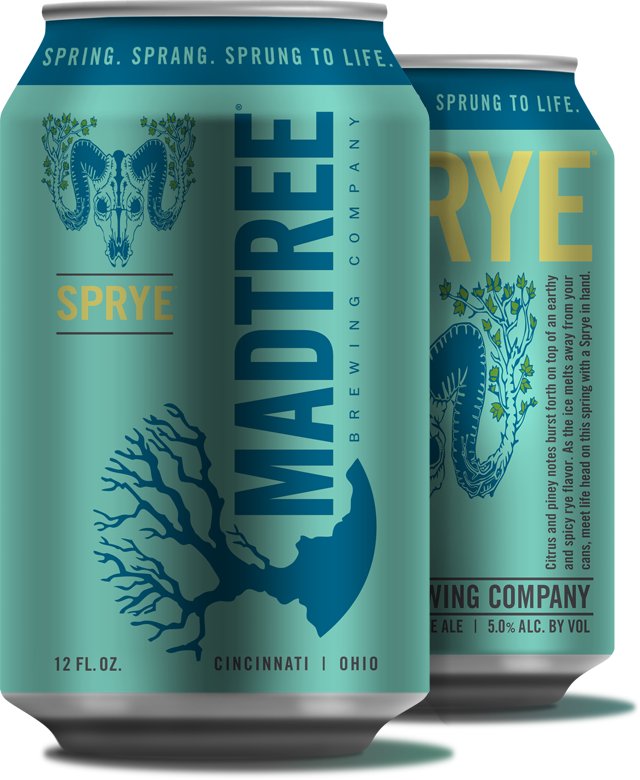 SPRING. SPRANG. SPRUNG TO LIFE.
SPRYE
MADTREE®
BREWING COMPANY
12 FL. OZ.
CINCINNATI | OHIO
SPRUNG TO LIFE.
RYE
Citrus and piney notes burst forth on top of an earthy
and spicy rye flavor. As the ice melts away from your
cans, meet life head on this spring with a Sprye in hand.
WING COMPANY
E ALE | 5.0% ALC. BY VOL